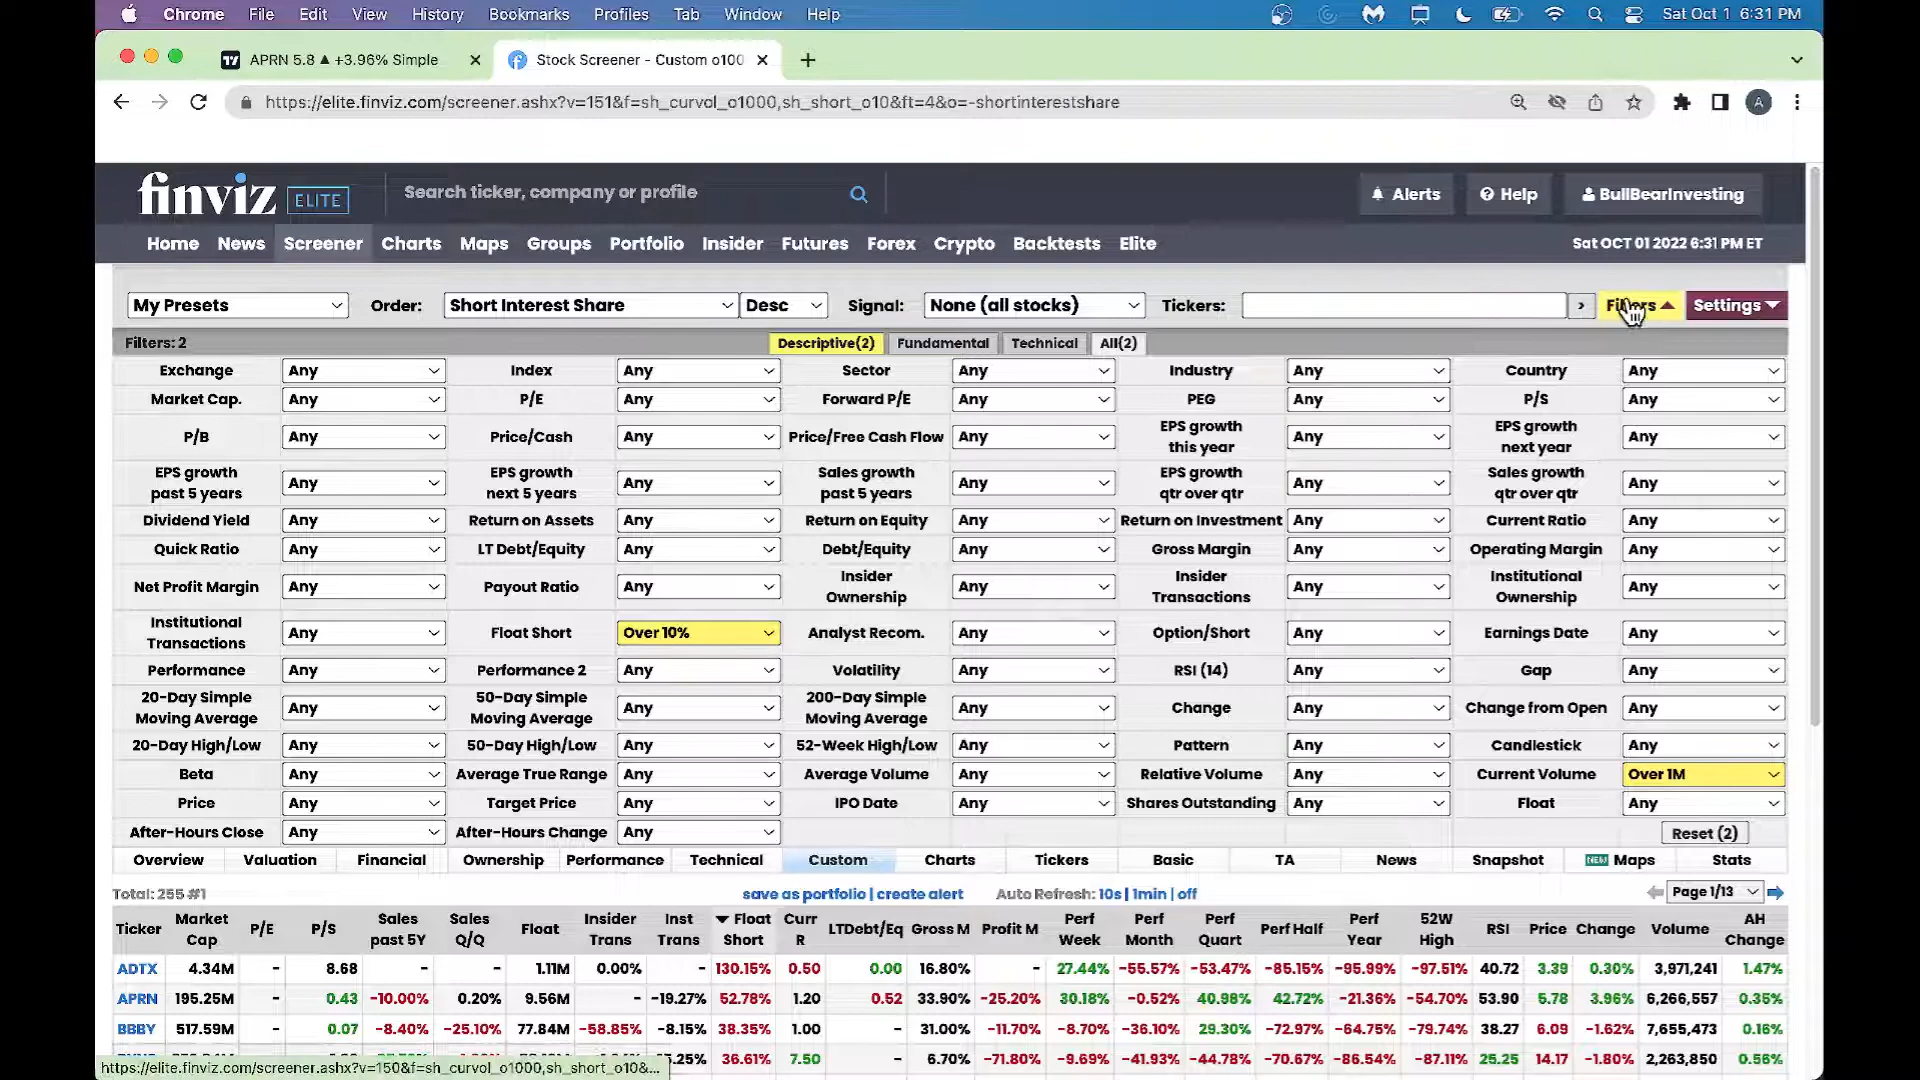 Chrome File Edit View History Bookmarks Profiles Tab Window Help Sat Oct 1 6:31 PM
APRN 5.8 ▲ +3.96% Simple Stock Screener - Custom o100
https://elite.finviz.com/screener.ashx?v=151&f=sh_curvol_o1000,sh_short_o10&ft=4&o=-shortinterestshare A
finviz ELITE Search ticker, company or profile Alerts Help BullBearInvesting
Home News Screener Charts Maps Groups Portfolio Insider Futures Forex Crypto Backtests Elite Sat OCT 01 2022 6:31 PM ET
My Presets Order: Short Interest Share Desc Signal: None (all stocks) Tickers: > Filters Settings
Filters: 2 Descriptive(2) Fundamental Technical All(2)
Exchange Any Index Any Sector Any Industry Any Country Any
Market Cap. Any P/E Any Forward P/E Any PEG Any P/S Any
P/B Any Price/Cash Any Price/Free Cash Flow Any EPS growth this year Any EPS growth next year Any
EPS growth past 5 years Any EPS growth next 5 years Any Sales growth past 5 years Any EPS growth qtr over qtr Any Sales growth qtr over qtr Any
Dividend Yield Any Return on Assets Any Return on Equity Any Return on Investment Any Current Ratio Any
Quick Ratio Any LT Debt/Equity Any Debt/Equity Any Gross Margin Any Operating Margin Any
Net Profit Margin Any Payout Ratio Any Insider Ownership Any Insider Transactions Any Institutional Ownership Any
Institutional Transactions Any Float Short Over 10% Analyst Recom. Any Option/Short Any Earnings Date Any
Performance Any Performance 2 Any Volatility Any RSI (14) Any Gap Any
20-Day Simple Moving Average Any 50-Day Simple Moving Average Any 200-Day Simple Moving Average Any Change Any Change from Open Any
20-Day High/Low Any 50-Day High/Low Any 52-Week High/Low Any Pattern Any Candlestick Any
Beta Any Average True Range Any Average Volume Any Relative Volume Any Current Volume Over 1M
Price Any Target Price Any IPO Date Any Shares Outstanding Any Float Any
After-Hours Close Any After-Hours Change Any Reset (2)
Overview Valuation Financial Ownership Performance Technical Custom Charts Tickers Basic TA News Snapshot NEW Maps Stats
Total: 255 #1 save as portfolio | create alert Auto Refresh: 10s | 1min | off Page 1/13
Ticker Market Cap P/E P/S Sales past 5Y Sales Q/Q Float Insider Trans Inst Trans Float Short Curr R LTDebt/Eq Gross M Profit M Perf Week Perf Month Perf Quart Perf Half Perf Year 52W High RSI Price Change Volume AH Change
ADTX 4.34M - 8.68 - - 1.11M 0.00% - 130.15% 0.50 0.00 16.80% - 27.44% -55.57% -53.47% -85.15% -95.99% -97.51% 40.72 3.39 0.30% 3,971,241 1.47%
APRN 195.25M - 0.43 -10.00% 0.20% 9.56M - -19.27% 52.78% 1.20 0.52 33.90% -25.20% 30.18% -0.52% 40.98% 42.72% -21.36% -54.70% 53.90 5.78 3.96% 6,266,557 0.35%
BBBY 517.59M - 0.07 -8.40% -25.10% 77.84M -58.85% -8.15% 38.35% 1.00 - 31.00% -11.70% -8.70% -36.10% 29.30% -72.97% -64.75% -79.74% 38.27 6.09 -1.62% 7,655,473 0.16%
36.61% 7.50 - 6.70% -71.80% -9.69% -41.93% -44.78% -70.67% -86.54% -87.11% 25.25 14.17 -1.80% 2,263,850 0.56%
https://elite.finviz.com/screener.ashx?v=150&f=sh_curvol_o1000,sh_short_o10&...